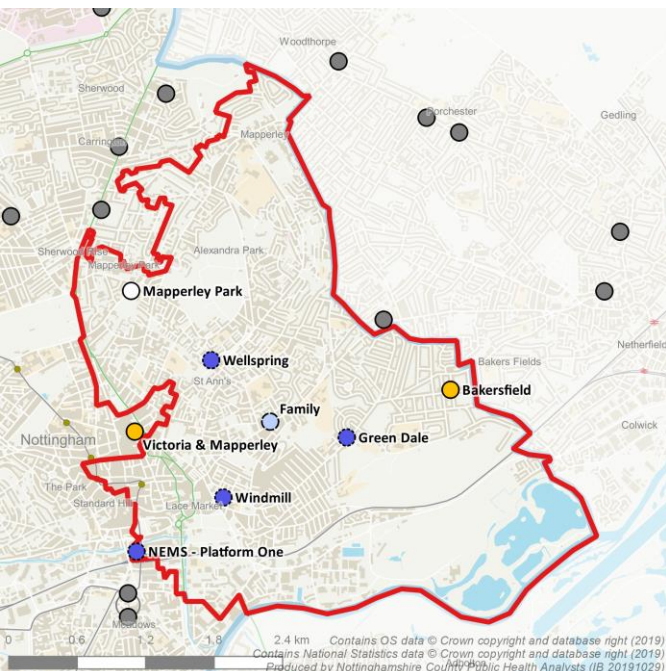 Woodthorpe
Sherwood
Porchester
Gedling
Mapperley
Carrington
Sherwood Rise
Alexandra Park
Mapperley Park
Mapperley Park
Netherfield
Wellspring
Bakers Fields
St Ann's
Bakersfield
Family
Colwick
Nottingham
Victoria & Mapperley
Green Dale
The Park
Windmill
Standard Hill
Lace Market
NEMS - Platform One
Meadows
0 0.6 1.2 1.8 2.4 km
Contains OS data © Crown copyright and database right (2019)
Contains National Statistics data © Crown copyright and database right (2019)
Adbolton
Produced by Nottinghamshire County Public Health Analysts (IB 20191029)